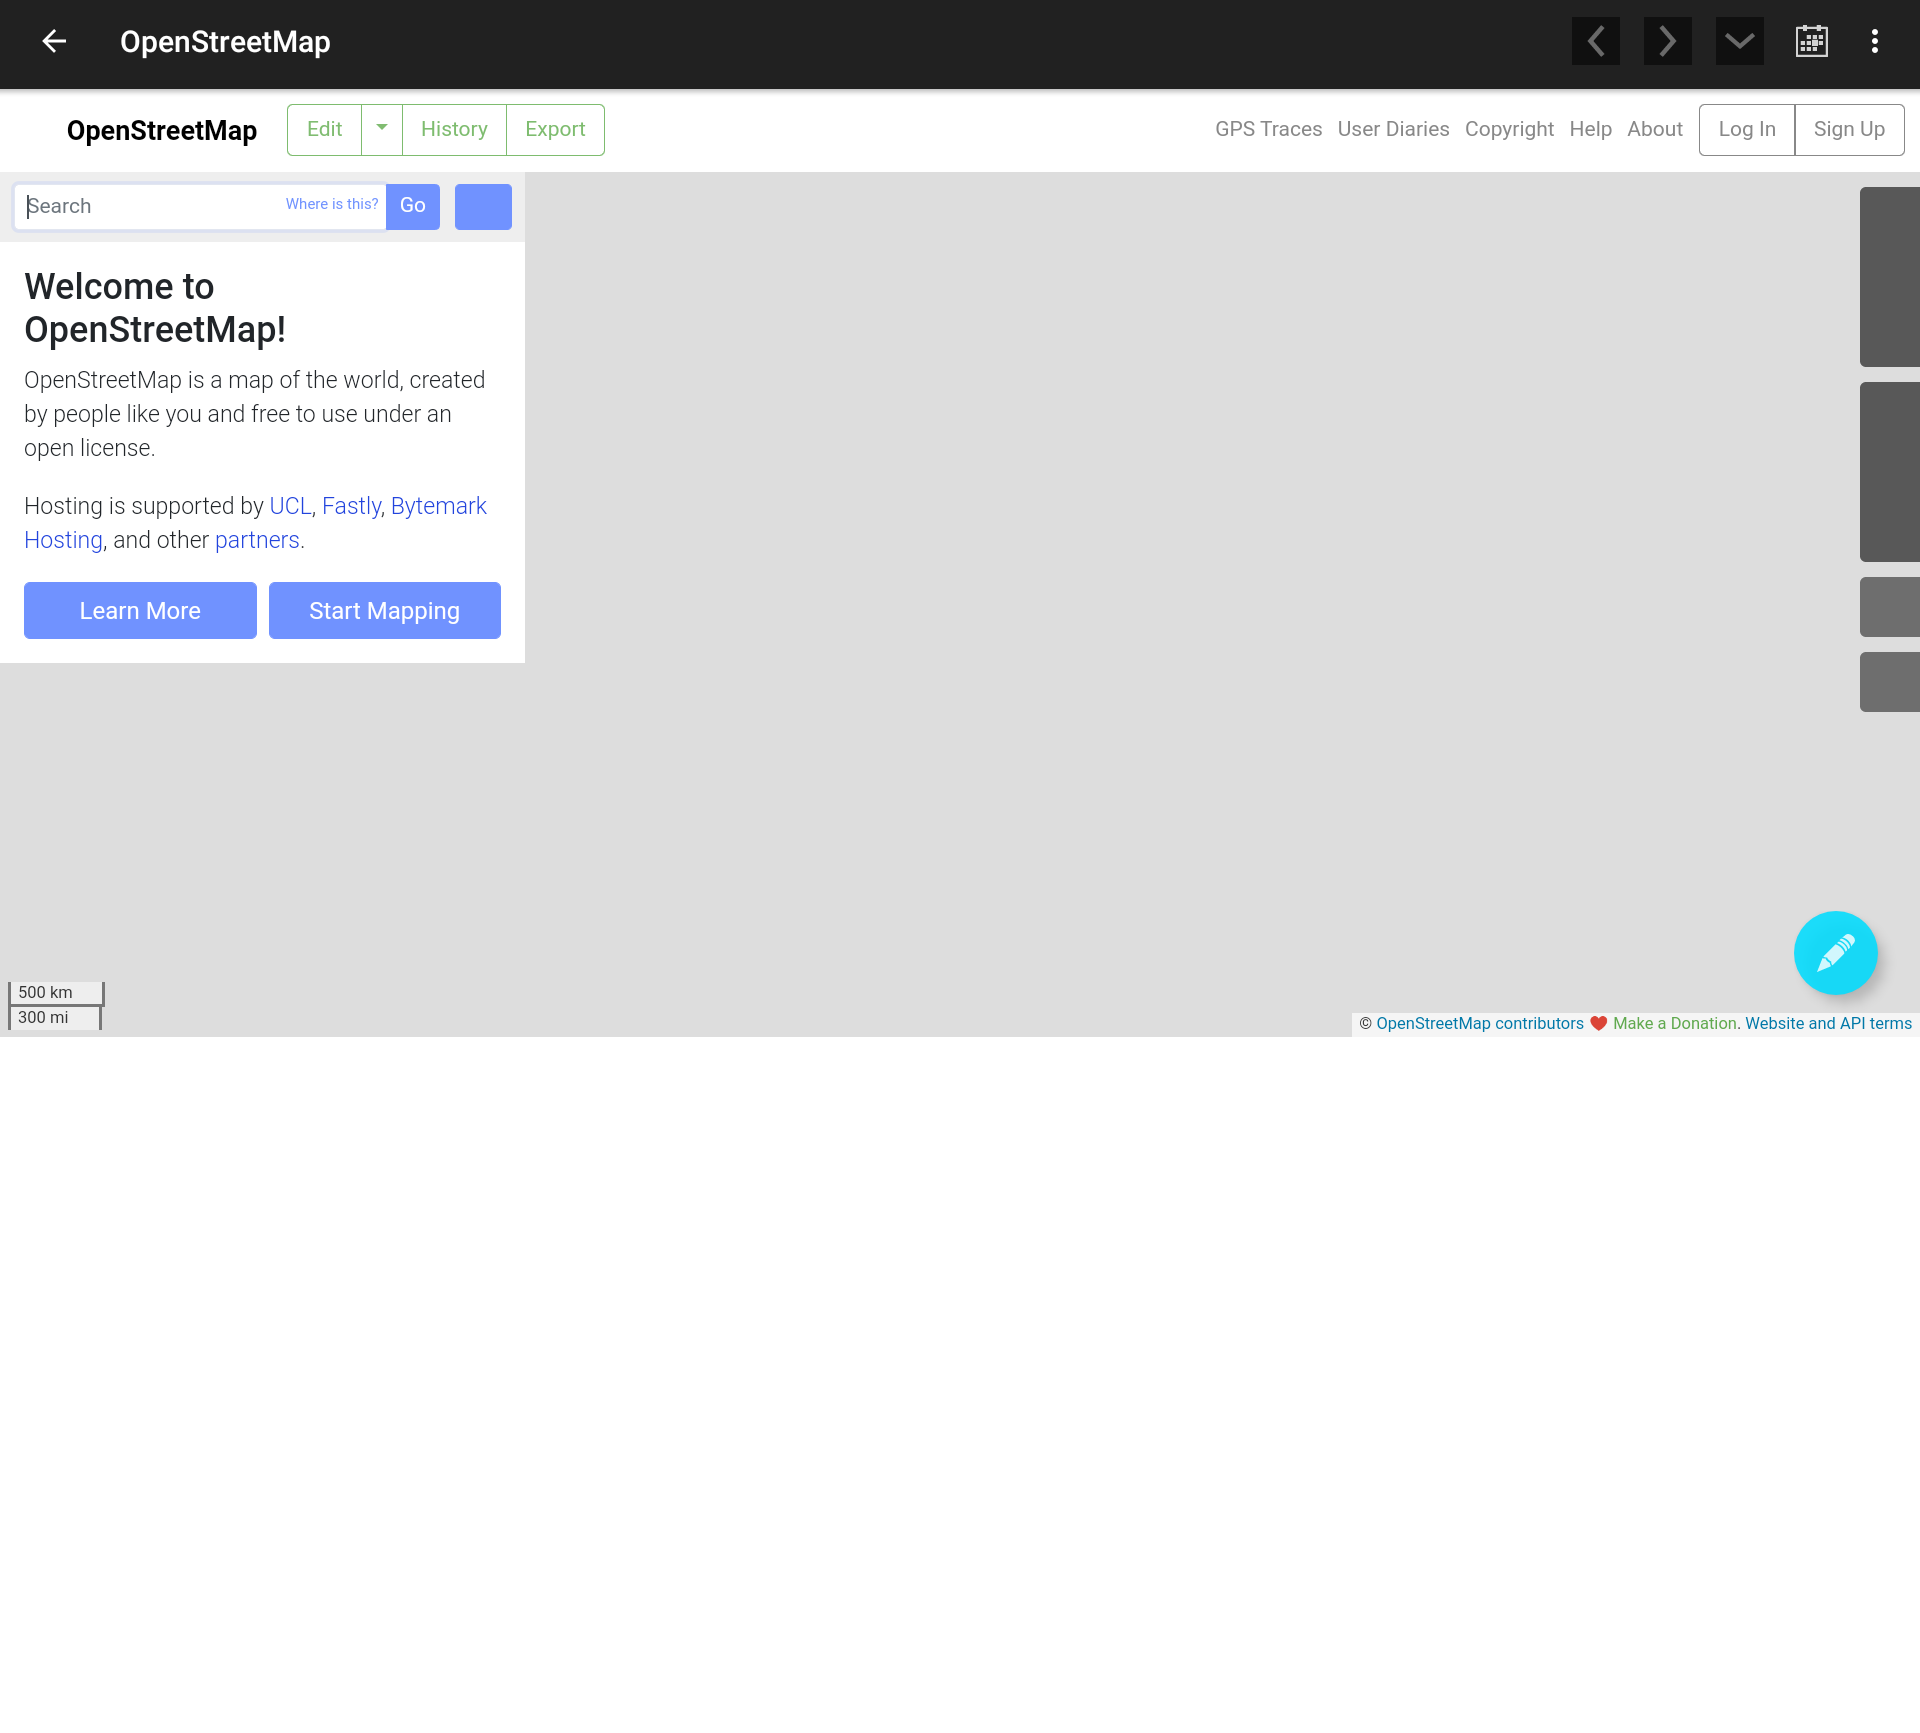 OpenStreetMap
OpenStreetMap Edit History Export GPS Traces User Diaries Copyright Help About Log In Sign Up
Search Where is this? Go
Welcome to
OpenStreetMap!
OpenStreetMap is a map of the world, created
by people like you and free to use under an
open license.
Hosting is supported by UCL, Fastly, Bytemark
Hosting, and other partners.
Learn More Start Mapping
500 km
300 mi
© OpenStreetMap contributors ♥ Make a Donation. Website and API terms